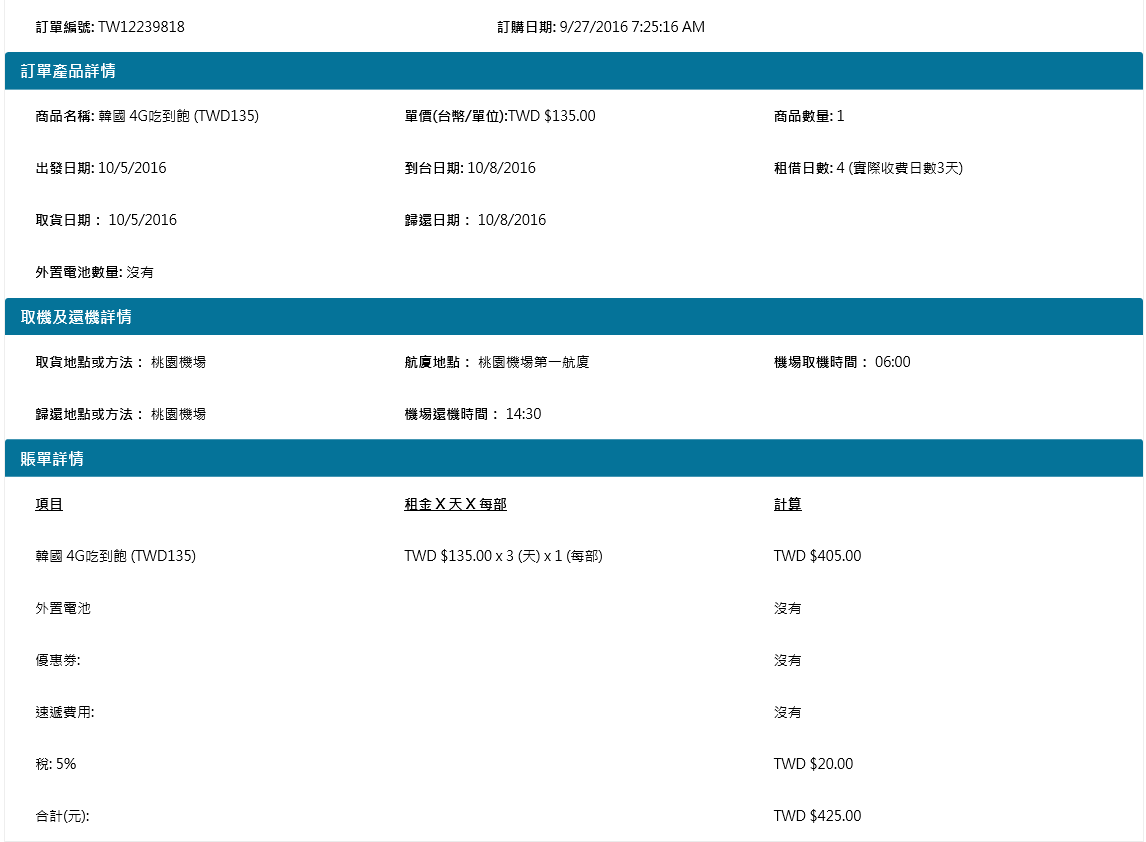 訂單編號: TW12239818 訂購日期: 9/27/2016 7:25:16 AM
訂單產品詳情
商品名稱: 韓國 4G吃到飽 (TWD135) 單價(台幣/單位):TWD $135.00 商品數量: 1
出發日期: 10/5/2016 到台日期: 10/8/2016 租借日數: 4 (實際收費日數3天)
取貨日期： 10/5/2016 歸還日期： 10/8/2016
外置電池數量: 沒有
取機及還機詳情
取貨地點或方法： 桃園機場 航廈地點： 桃園機場第一航廈 機場取機時間： 06:00
歸還地點或方法： 桃園機場 機場還機時間： 14:30
賬單詳情
項目 租金 X 天 X 每部 計算
韓國 4G吃到飽 (TWD135) TWD $135.00 x 3 (天) x 1 (每部) TWD $405.00
外置電池 沒有
優惠券: 沒有
速遞費用: 沒有
稅: 5% TWD $20.00
合計(元): TWD $425.00